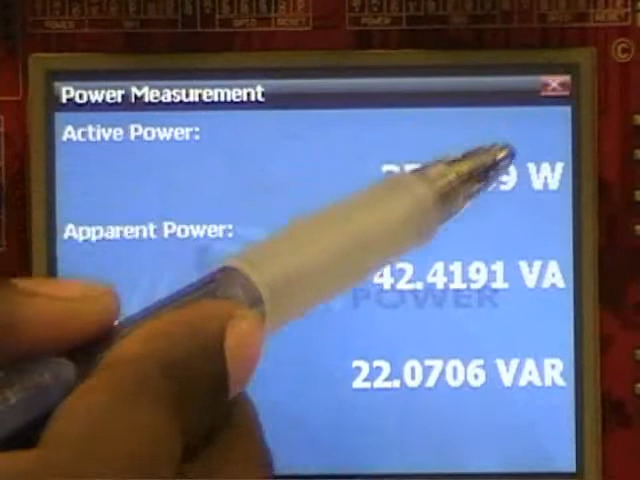 Power Measurement
Active Power:
W
Apparent Power:
42.4191 VA
POWER
22.0706 VAR
©